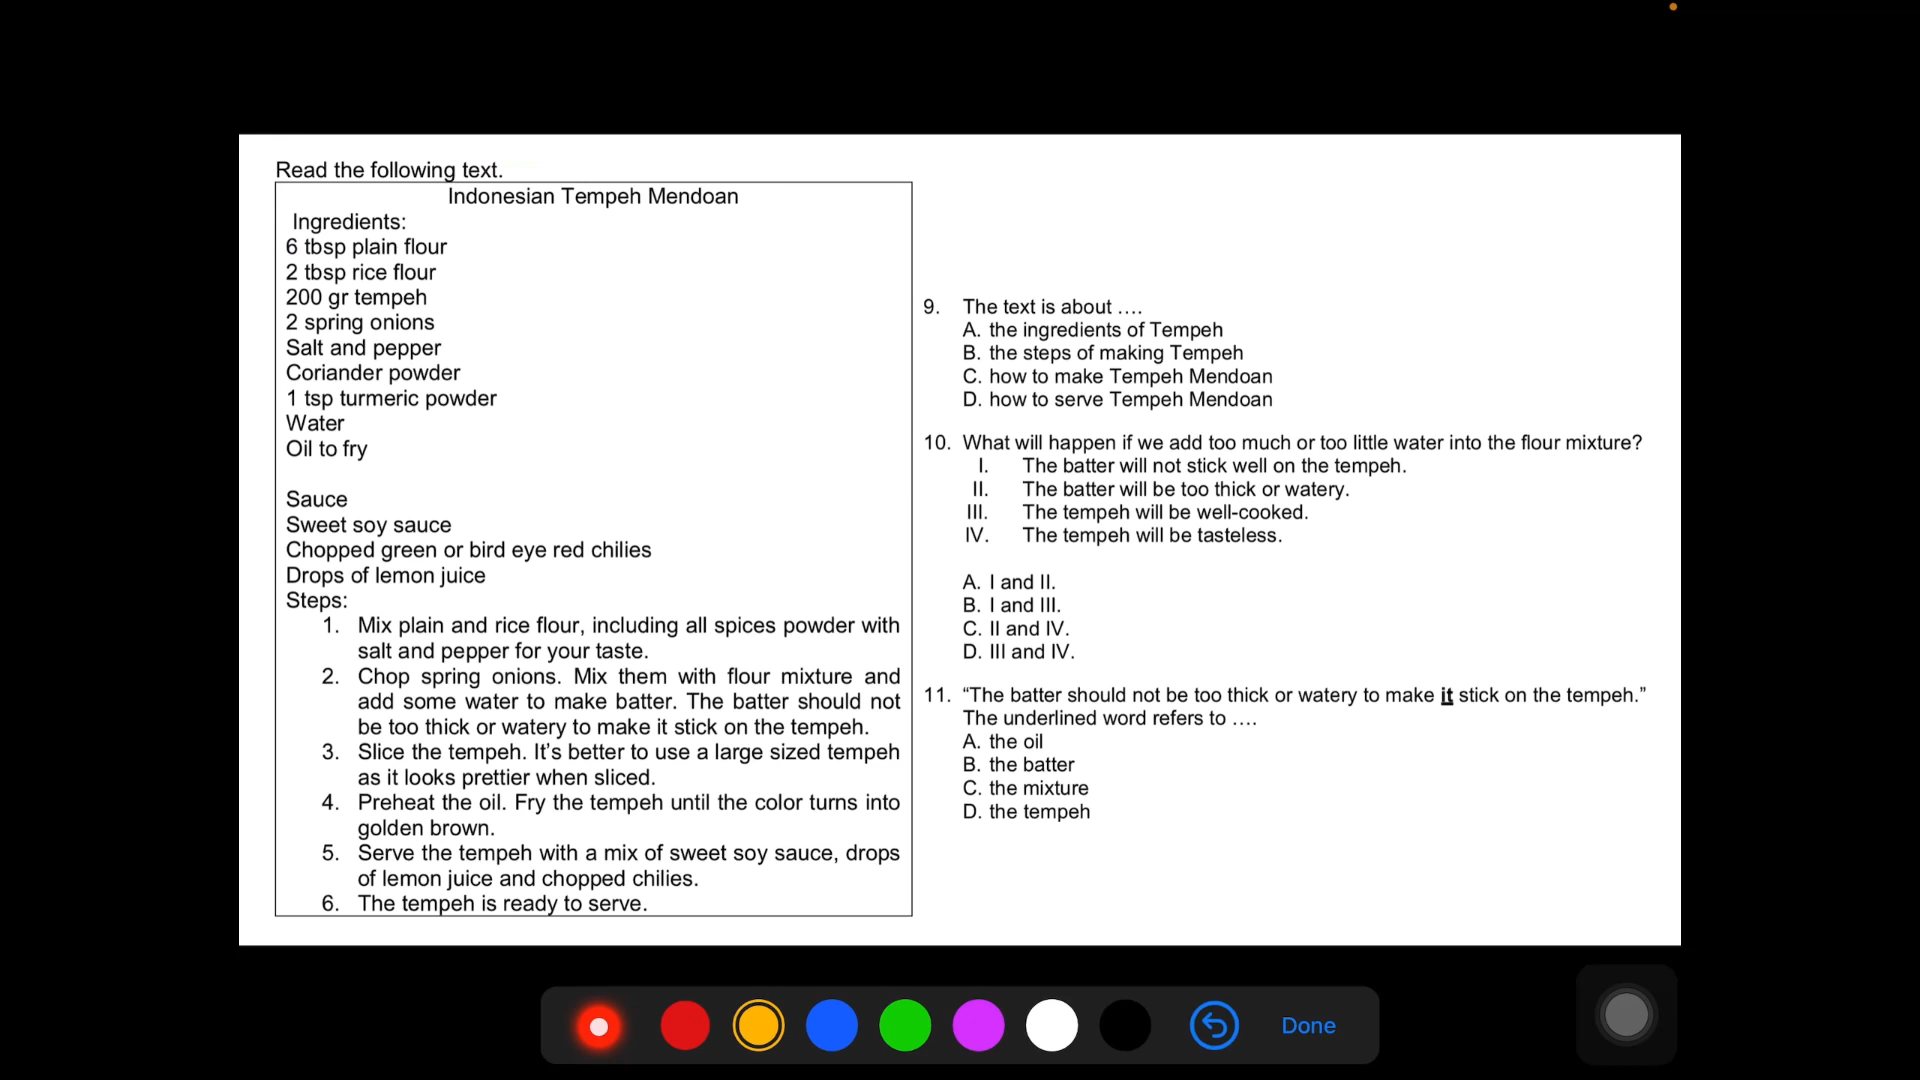 Read the following text.
Indonesian Tempeh Mendoan
Ingredients:
6 tbsp plain flour
2 tbsp rice flour
200 gr tempeh
2 spring onions
Salt and pepper
Coriander powder
1 tsp turmeric powder
Water
Oil to fry
Sauce
Sweet soy sauce
Chopped green or bird eye red chilies
Drops of lemon juice
Steps:
1. Mix plain and rice flour, including all spices powder with
salt and pepper for your taste.
2. Chop spring onions. Mix them with flour mixture and
add some water to make batter. The batter should not
be too thick or watery to make it stick on the tempeh.
3. Slice the tempeh. It’s better to use a large sized tempeh
as it looks prettier when sliced.
4. Preheat the oil. Fry the tempeh until the color turns into
golden brown.
5. Serve the tempeh with a mix of sweet soy sauce, drops
of lemon juice and chopped chilies.
6. The tempeh is ready to serve.
9. The text is about ….
A. the ingredients of Tempeh
B. the steps of making Tempeh
C. how to make Tempeh Mendoan
D. how to serve Tempeh Mendoan
10. What will happen if we add too much or too little water into the flour mixture?
I. The batter will not stick well on the tempeh.
II. The batter will be too thick or watery.
III. The tempeh will be well-cooked.
IV. The tempeh will be tasteless.
A. I and II.
B. I and III.
C. II and IV.
D. III and IV.
11. “The batter should not be too thick or watery to make it stick on the tempeh.”
The underlined word refers to ….
A. the oil
B. the batter
C. the mixture
D. the tempeh
Done